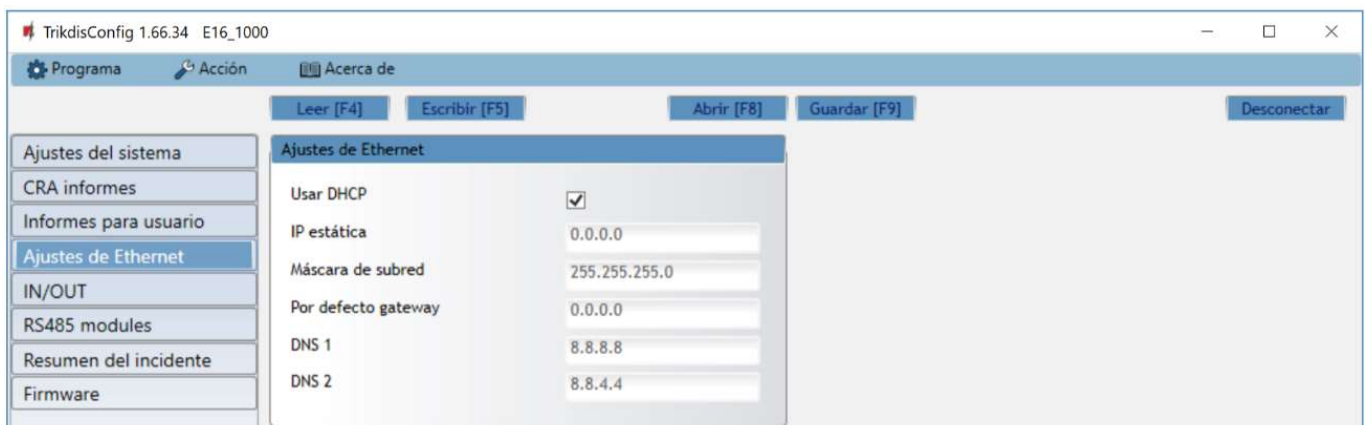 TrikdisConfig 1.66.34 E16_1000
Programa Acción Acerca de
Leer [F4] Escribir [F5] Abrir [F8] Guardar [F9] Desconectar
Ajustes del sistema
CRA informes
Informes para usuario
Ajustes de Ethernet
IN/OUT
RS485 modules
Resumen del incidente
Firmware
Ajustes de Ethernet
Usar DHCP
IP estática 0.0.0.0
Máscara de subred 255.255.255.0
Por defecto gateway 0.0.0.0
DNS 1 8.8.8.8
DNS 2 8.8.4.4